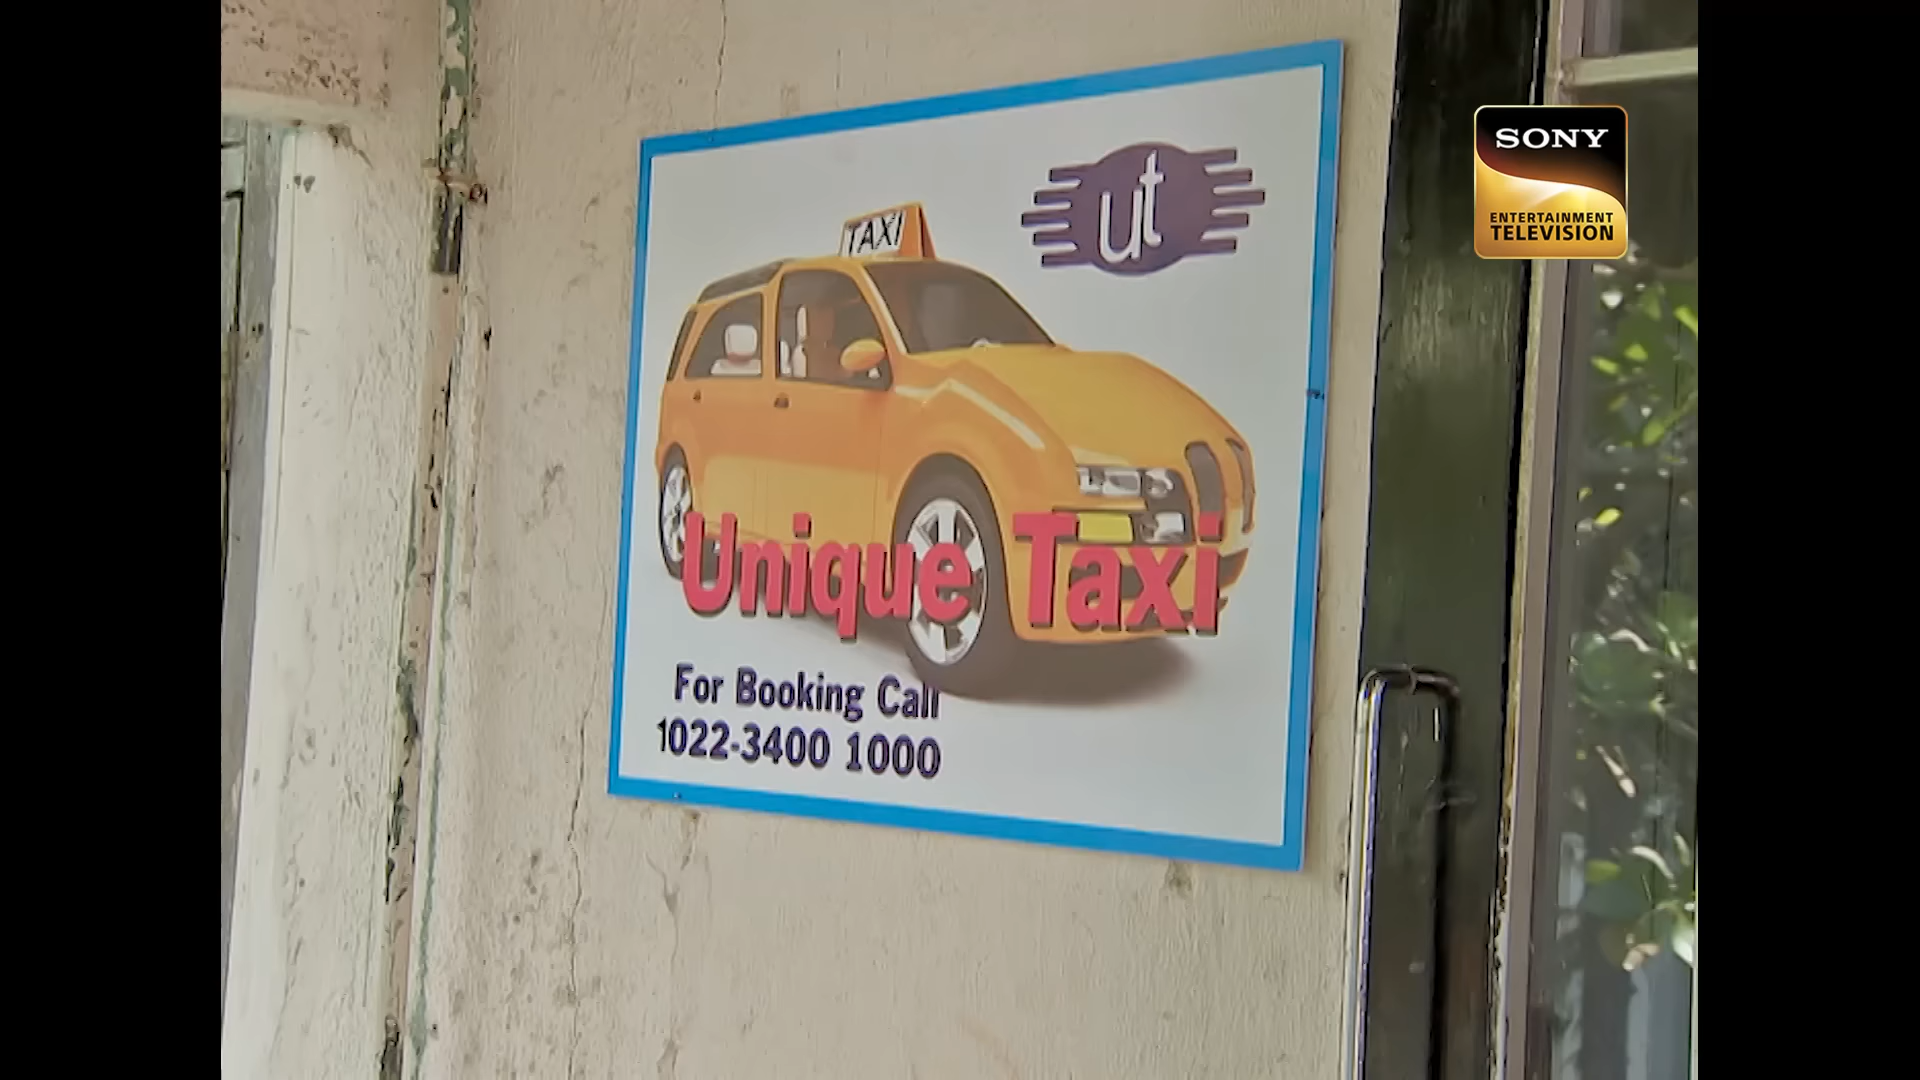 SONY
ENTERTAINMENT
TELEVISION
ut
TAXI
Unique Taxi
For Booking Call
1022-3400 1000